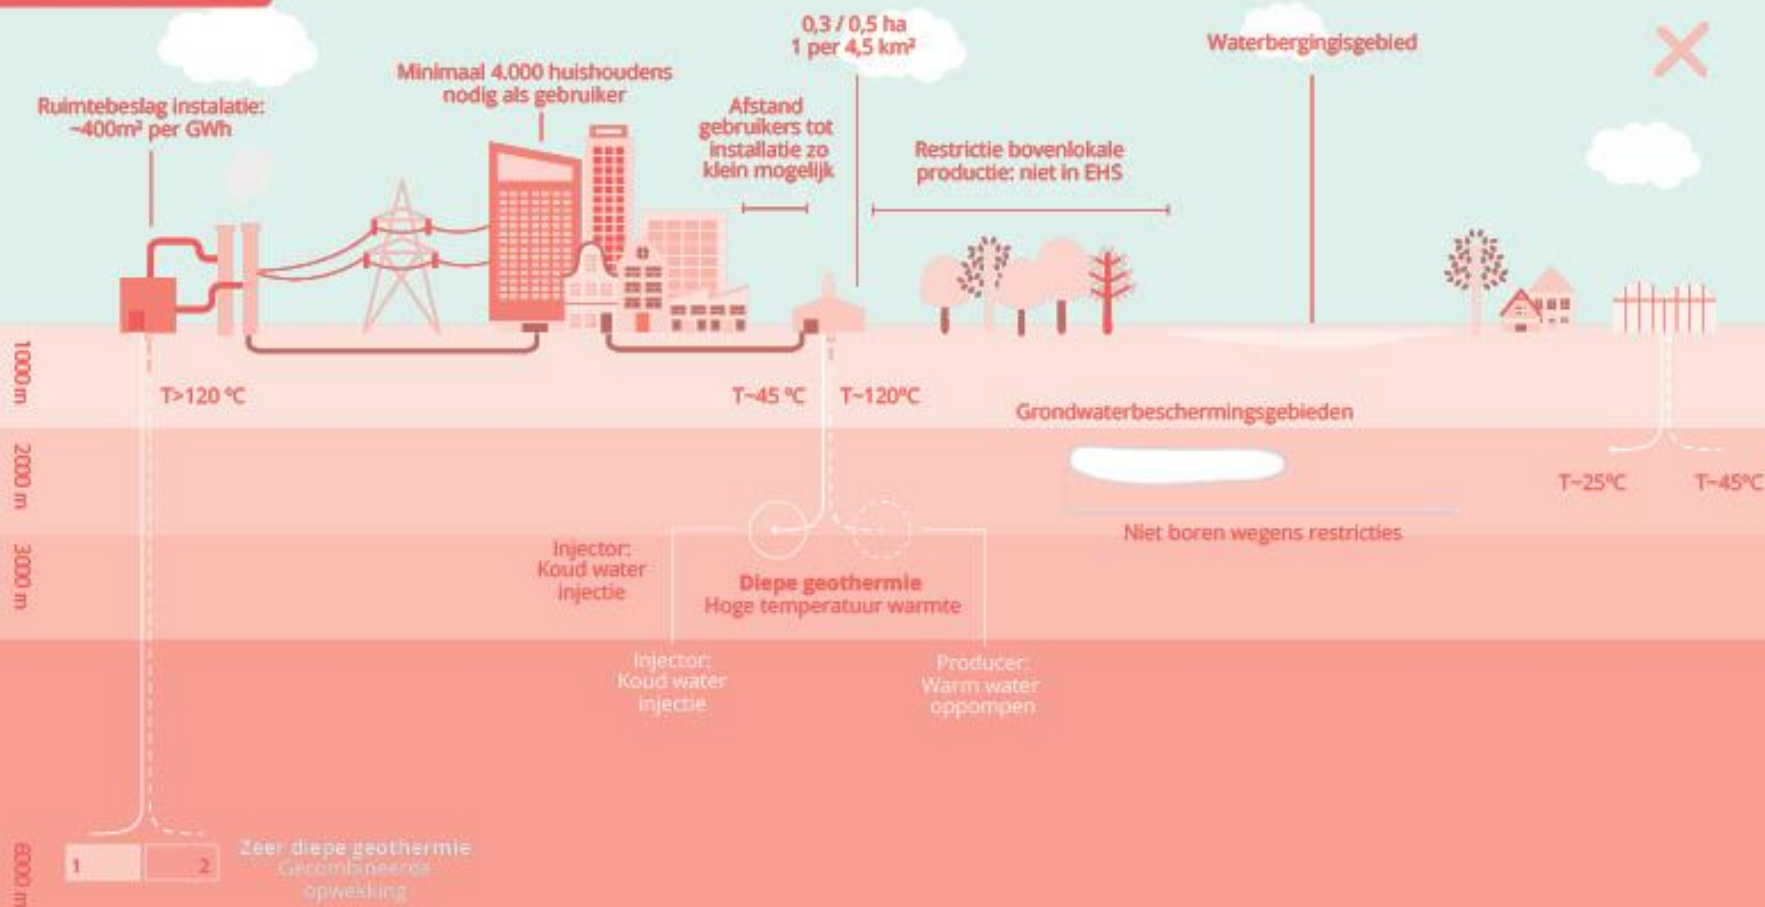 0,3 / 0,5 ha
1 per 4,5 km²
Waterbergingisgebied
Minimaal 4.000 huishoudens
nodig als gebruiker
Ruimtebeslag instalatie:
~400m² per GWh
Afstand
gebruikers tot
installatie zo
klein mogelijk
Restrictie bovenlokale
productie: niet in EHS
1000 m
T>120 °C
T~45 °C
T~120°C
Grondwaterbeschermingsgebieden
2000 m
T~25°C
T~45°C
Niet boren wegens restricties
3000 m
Injector:
Koud water
injectie
Diepe geothermie
Hoge temperatuur warmte
Injector:
Koud water
injectie
Producer:
Warm water
oppompen
6000 m
1
2
Zeer diepe geothermie
Gecombineerde
opwekking